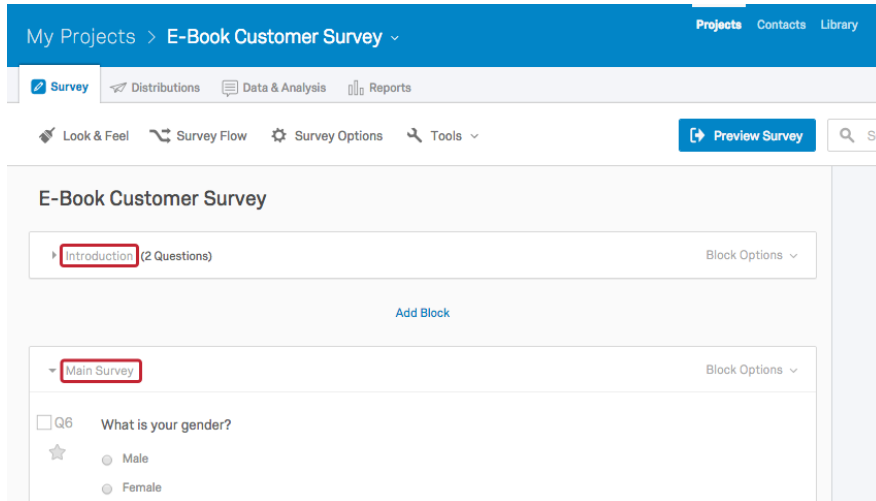 My Projects > E-Book Customer Survey
Projects Contacts Library
Survey Distributions Data & Analysis Reports
Look & Feel Survey Flow Survey Options Tools
Preview Survey
S
E-Book Customer Survey
Introduction (2 Questions) Block Options
Add Block
Main Survey Block Options
Q6 What is your gender?
Male
Female